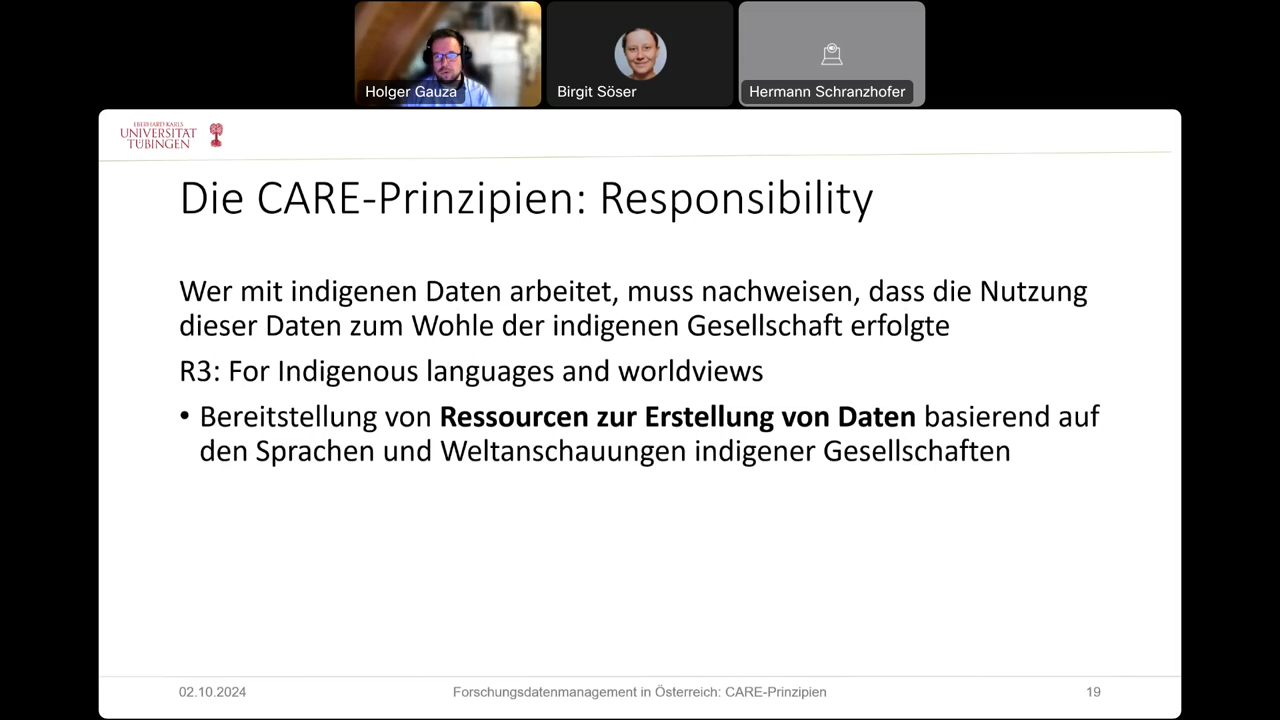 Holger Gauza
Birgit Söser
Hermann Schranzhofer
EBERHARD KARLS
UNIVERSITÄT
TÜBINGEN
Die CARE-Prinzipien: Responsibility
Wer mit indigenen Daten arbeitet, muss nachweisen, dass die Nutzung
dieser Daten zum Wohle der indigenen Gesellschaft erfolgte
R3: For Indigenous languages and worldviews
• Bereitstellung von Ressourcen zur Erstellung von Daten basierend auf
den Sprachen und Weltanschauungen indigener Gesellschaften
02.10.2024
Forschungsdatenmanagement in Österreich: CARE-Prinzipien
19